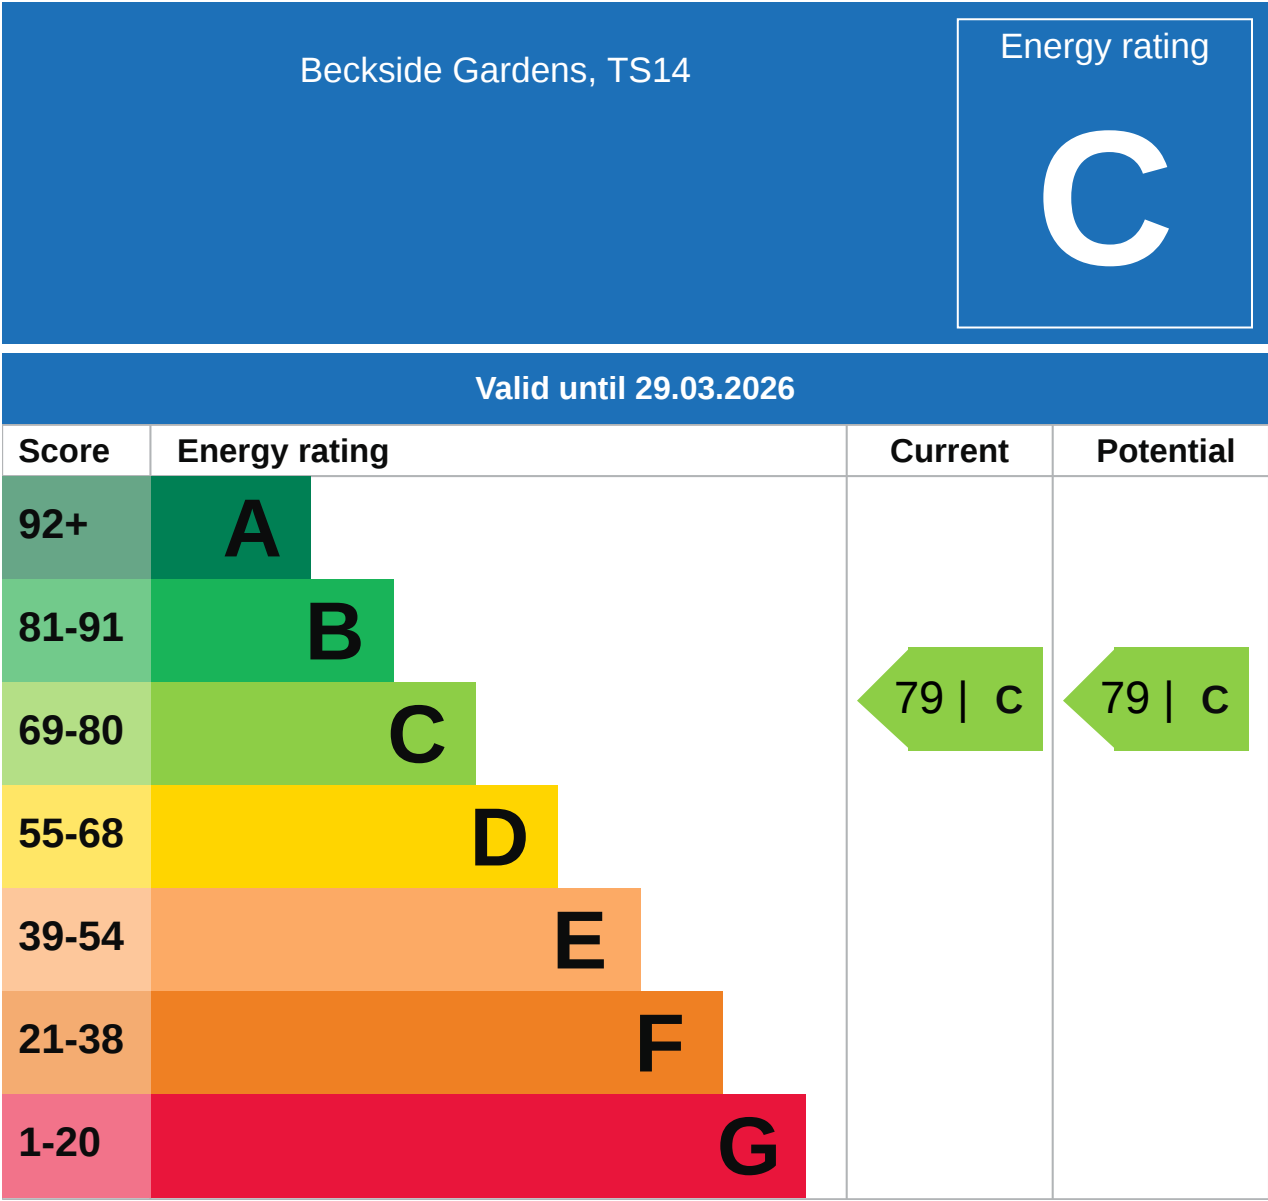 Beckside Gardens, TS14
Energy rating
C
Valid until 29.03.2026
Score Energy rating Current Potential
92+ A
81-91 B
69-80 C
79 | C 79 | C
55-68 D
39-54 E
21-38 F
1-20 G